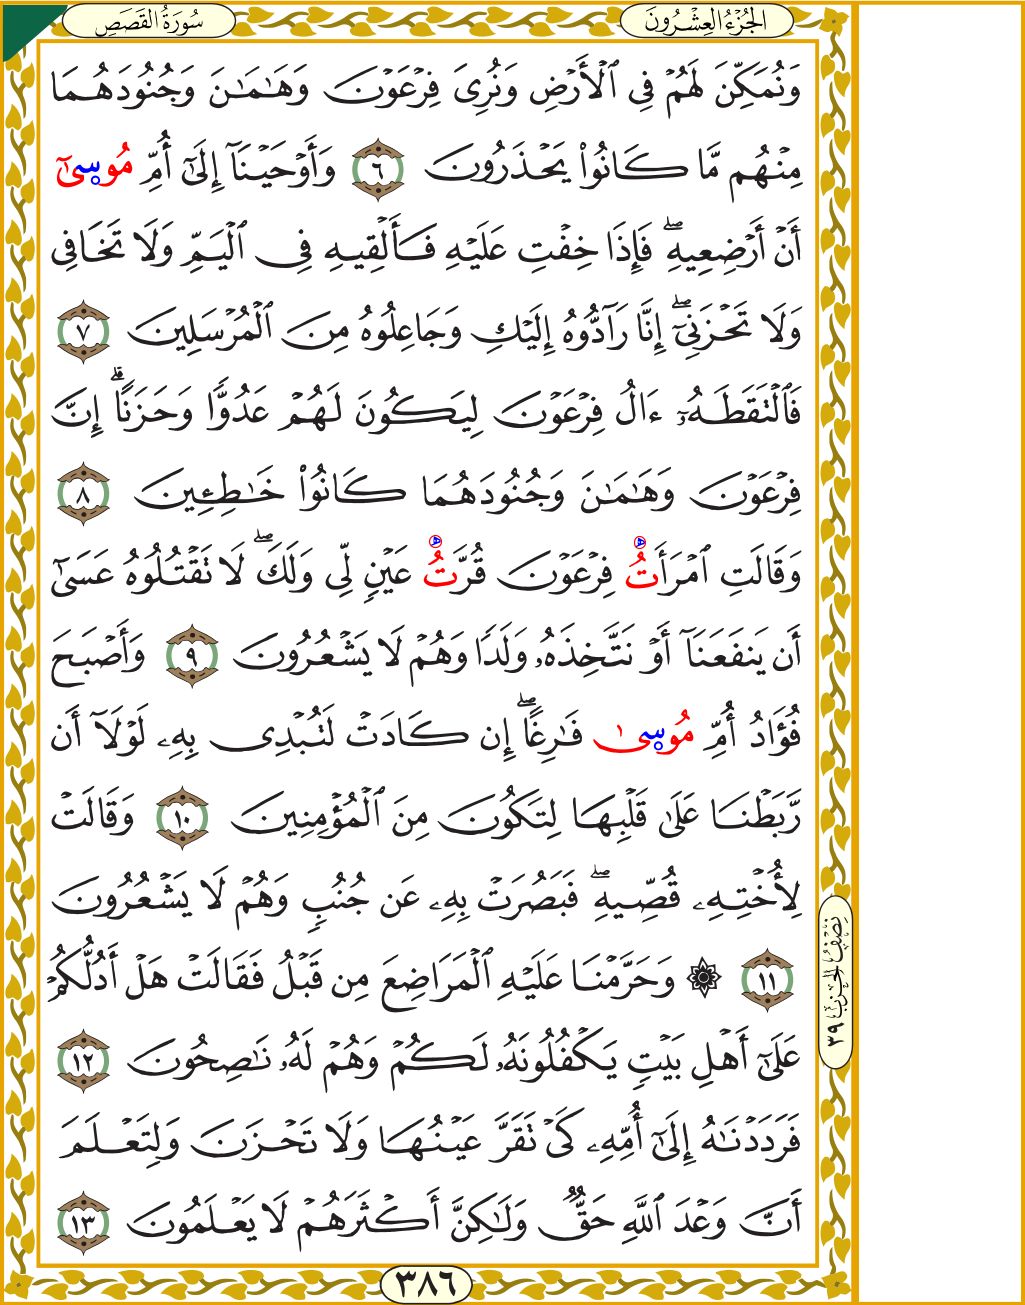 سُورَةُ القَصَصِ
الجُزْءُ العِشْرُونَ
وَنُمَكِّنَ لَهُمْ فِي ٱلْأَرْضِ وَنُرِىَ فِرْعَوْنَ وَهَـٰمَـٰنَ وَجُنُودَهُمَا
مِنْهُم مَّا كَانُوا۟ يَحْذَرُونَ ٦ وَأَوْحَيْنَآ إِلَىٰٓ أُمِّ مُوسٜىٰٓ
أَنْ أَرْضِعِيهِۖ فَإِذَا خِفْتِ عَلَيْهِ فَأَلْقِيهِ فِى ٱلْيَمِّ وَلَا تَخَافِى
وَلَا تَحْزَنِىٓۖ إِنَّا رَآدُّوهُ إِلَيْكِ وَجَاعِلُوهُ مِنَ ٱلْمُرْسَلِينَ ٧
فَٱلْتَقَطَهُۥٓ ءَالُ فِرْعَوْنَ لِيَكُونَ لَهُمْ عَدُوًّا وَحَزَنًاۗ إِنَّ
فِرْعَوْنَ وَهَـٰمَـٰنَ وَجُنُودَهُمَا كَانُوا۟ خَـٰطِـِٔينَ ٨
وَقَالَتِ ٱمْرَأَتُ فِرْعَوْنَ قُرَّتُ عَيْنٍ لِّى وَلَكَۖ لَا تَقْتُلُوهُ عَسَىٰٓ
أَن يَنفَعَنَآ أَوْ نَتَّخِذَهُۥ وَلَدًا وَهُمْ لَا يَشْعُرُونَ ٩ وَأَصْبَحَ
فُؤَادُ أُمِّ مُوسٜىٰ فَـٰرِغًاۖ إِن كَادَتْ لَتُبْدِى بِهِۦ لَوْلَآ أَن
رَّبَطْنَا عَلَىٰ قَلْبِهَا لِتَكُونَ مِنَ ٱلْمُؤْمِنِينَ ١٠ وَقَالَتْ
لِأُخْتِهِۦ قُصِّيهِۖ فَبَصُرَتْ بِهِۦ عَن جُنُبٍ وَهُمْ لَا يَشْعُرُونَ
١١ ۞ وَحَرَّمْنَا عَلَيْهِ ٱلْمَرَاضِعَ مِن قَبْلُ فَقَالَتْ هَلْ أَدُلُّكُمْ
عَلَىٰٓ أَهْلِ بَيْتٍ يَكْفُلُونَهُۥ لَكُمْ وَهُمْ لَهُۥ نَـٰصِحُونَ ١٢
فَرَدَدْنَـٰهُ إِلَىٰٓ أُمِّهِۦ كَىْ تَقَرَّ عَيْنُهَا وَلَا تَحْزَنَ وَلِتَعْلَمَ
أَنَّ وَعْدَ ٱللَّهِ حَقٌّ وَلَـٰكِنَّ أَكْثَرَهُمْ لَا يَعْلَمُونَ ١٣
نِصْفُ الحِزْبِ ٣٩
٣٨٦